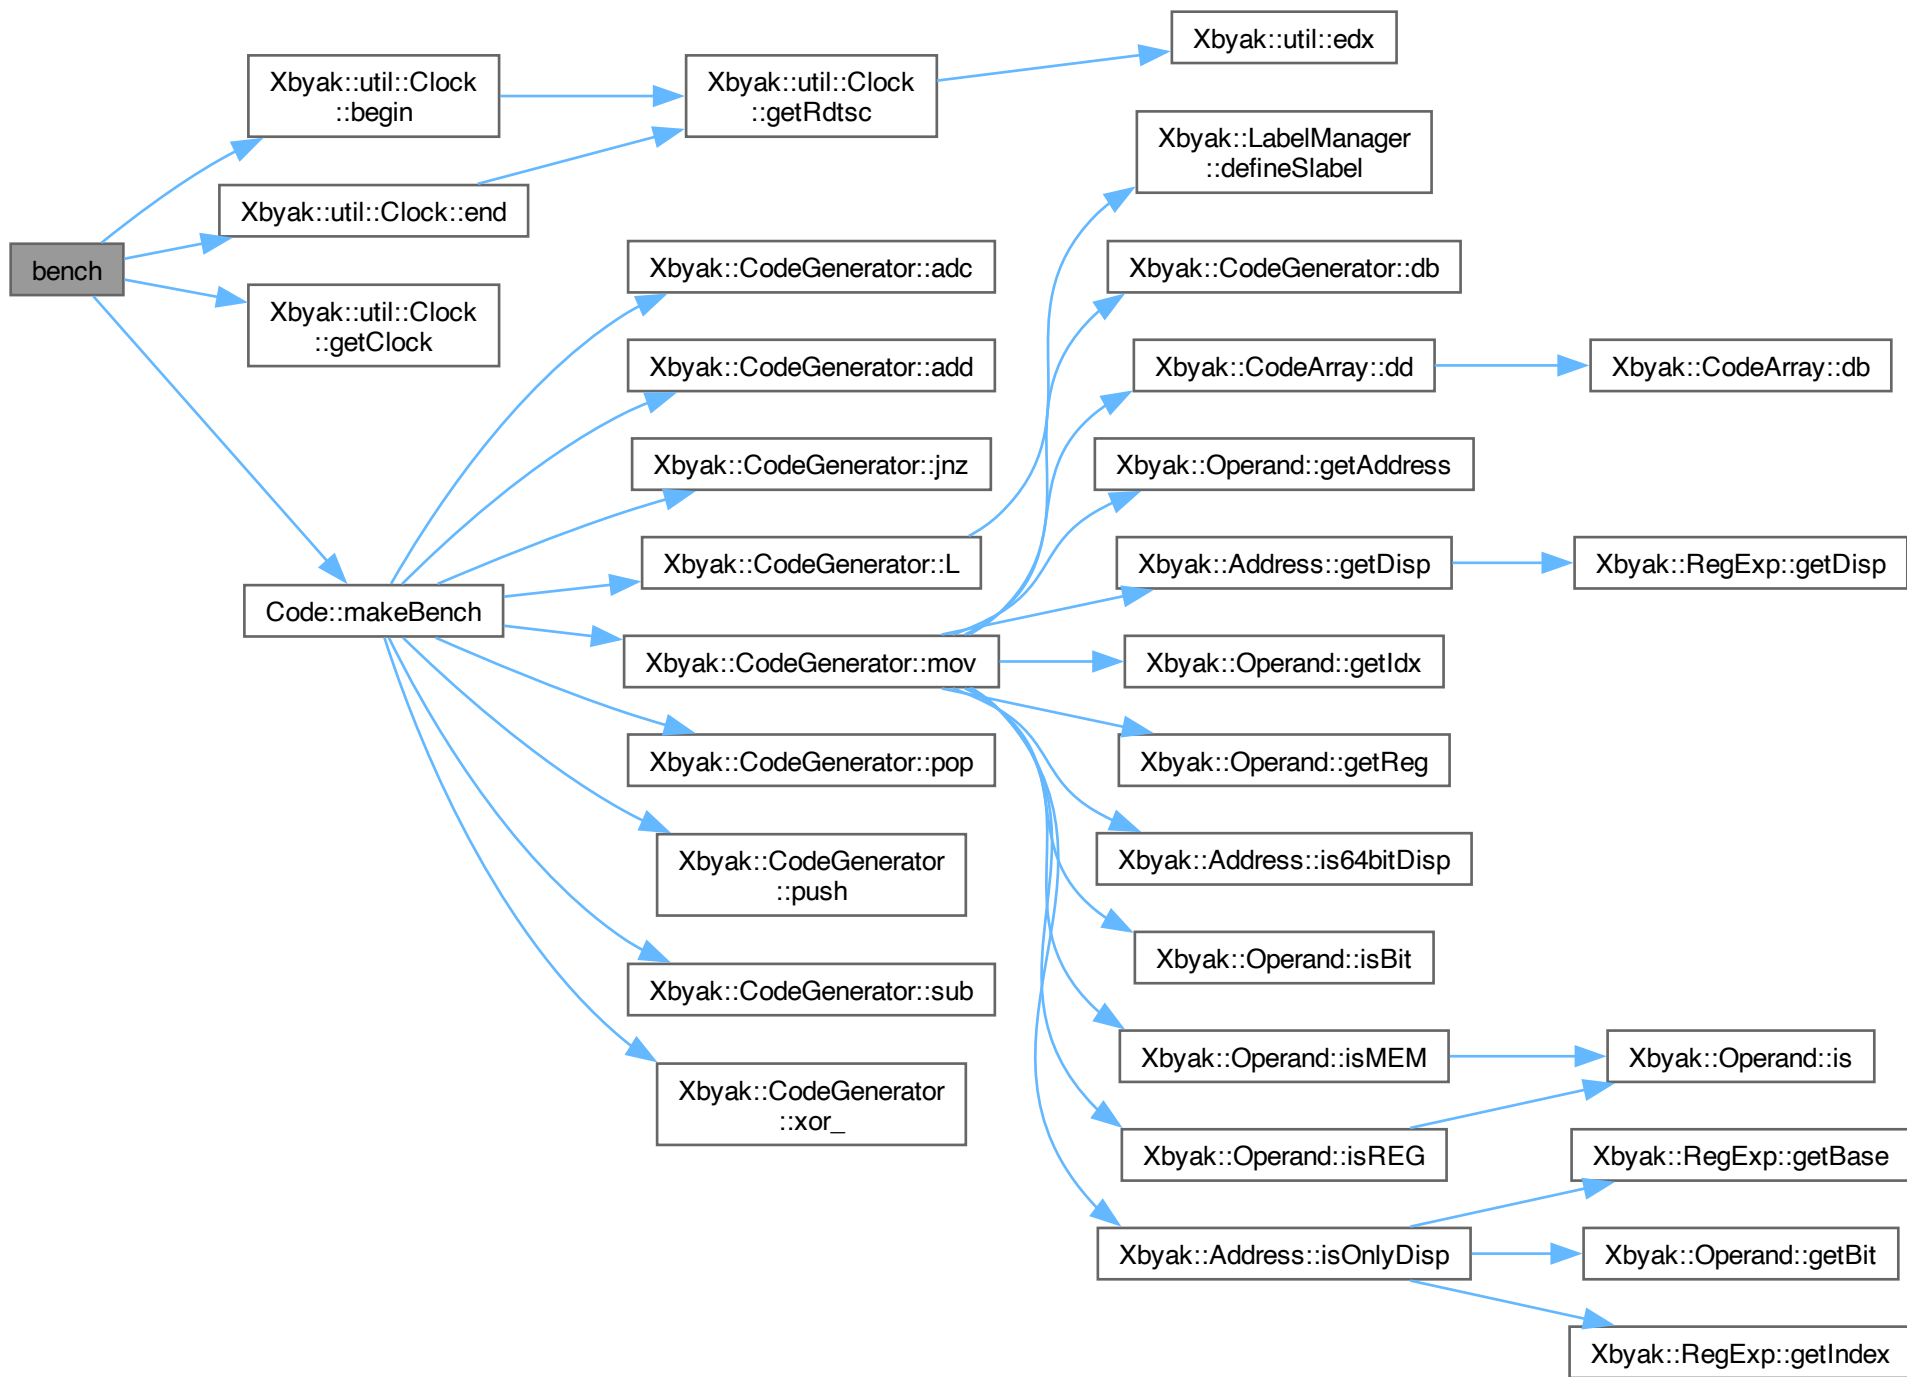 bench
Xbyak::util::Clock
::begin
Xbyak::util::Clock::end
Xbyak::util::Clock
::getClock
Code::makeBench
Xbyak::util::Clock
::getRdtsc
Xbyak::CodeGenerator::adc
Xbyak::CodeGenerator::add
Xbyak::CodeGenerator::jnz
Xbyak::CodeGenerator::L
Xbyak::CodeGenerator::mov
Xbyak::CodeGenerator::pop
Xbyak::CodeGenerator
::push
Xbyak::CodeGenerator::sub
Xbyak::CodeGenerator
::xor_
Xbyak::util::edx
Xbyak::LabelManager
::defineSlabel
Xbyak::CodeGenerator::db
Xbyak::CodeArray::dd
Xbyak::Operand::getAddress
Xbyak::Address::getDisp
Xbyak::Operand::getIdx
Xbyak::Operand::getReg
Xbyak::Address::is64bitDisp
Xbyak::Operand::isBit
Xbyak::Operand::isMEM
Xbyak::Operand::isREG
Xbyak::Address::isOnlyDisp
Xbyak::CodeArray::db
Xbyak::RegExp::getDisp
Xbyak::Operand::is
Xbyak::RegExp::getBase
Xbyak::Operand::getBit
Xbyak::RegExp::getIndex